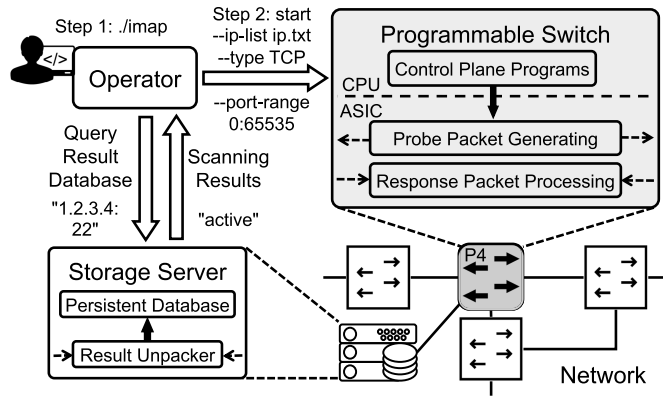 Step 1: ./imap
</>
Operator
Step 2: start
--ip-list ip.txt
--type TCP
--port-range
0:65535
Programmable Switch
Control Plane Programs
CPU
ASIC
Probe Packet Generating
Response Packet Processing
Query
Result
Database
"1.2.3.4:
22"
Scanning
Results
"active"
Storage Server
Persistent Database
Result Unpacker
P4
Network